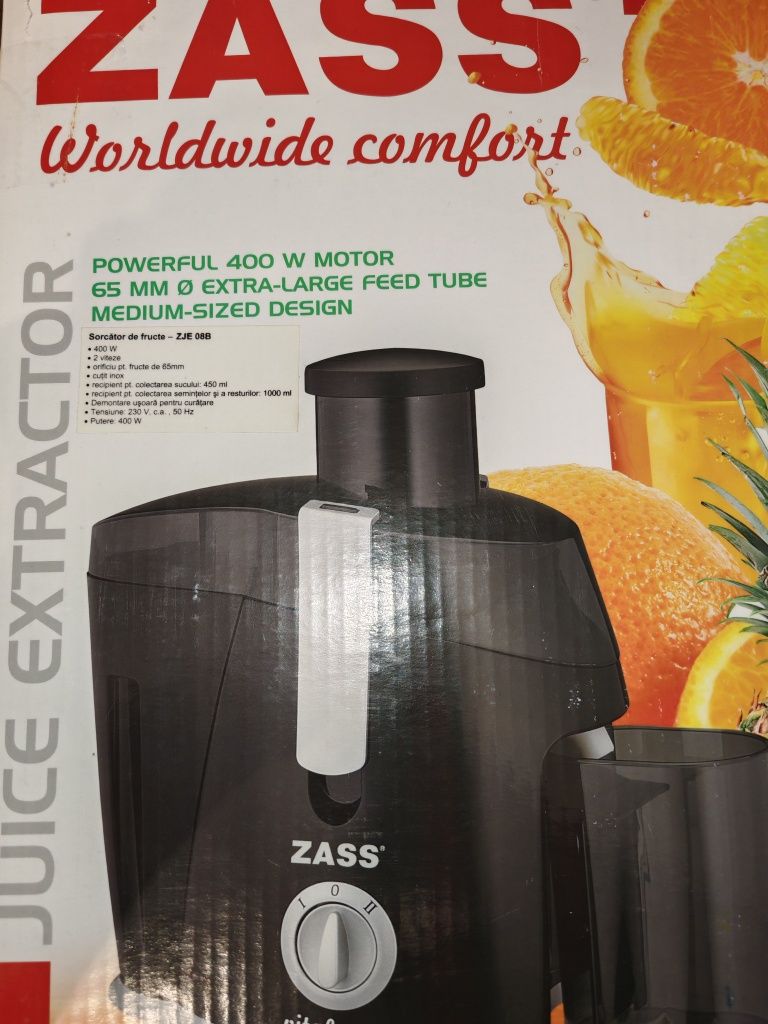 ZASS
Worldwide comfort
POWERFUL 400 W MOTOR
65 MM Ø EXTRA-LARGE FEED TUBE
MEDIUM-SIZED DESIGN
Sorcător de fructe – ZJE 08B
• 400 W
• 2 viteze
• orificiu pt. fructe de 65mm
• cuțit inox
• recipient pt. colectarea sucului: 450 ml
• recipient pt. colectarea semințelor și a resturilor: 1000 ml
• Demontare ușoară pentru curățare
• Tensiune: 230 V, c.a. , 50 Hz
• Putere: 400 W
JUICE EXTRACTOR
ZASS®
I O II